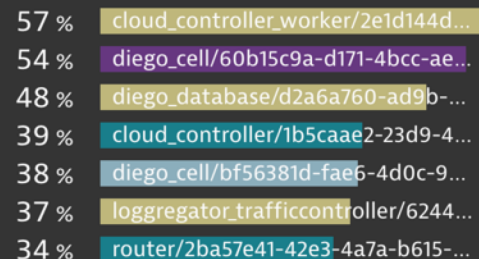 57 % cloud_controller_worker/2e1d144d...
54 % diego_cell/60b15c9a-d171-4bcc-ae...
48 % diego_database/d2a6a760-ad9b-...
39 % cloud_controller/1b5caae2-23d9-4...
38 % diego_cell/bf56381d-fae6-4d0c-9...
37 % loggregator_trafficcontroller/6244...
34 % router/2ba57e41-42e3-4a7a-b615-...